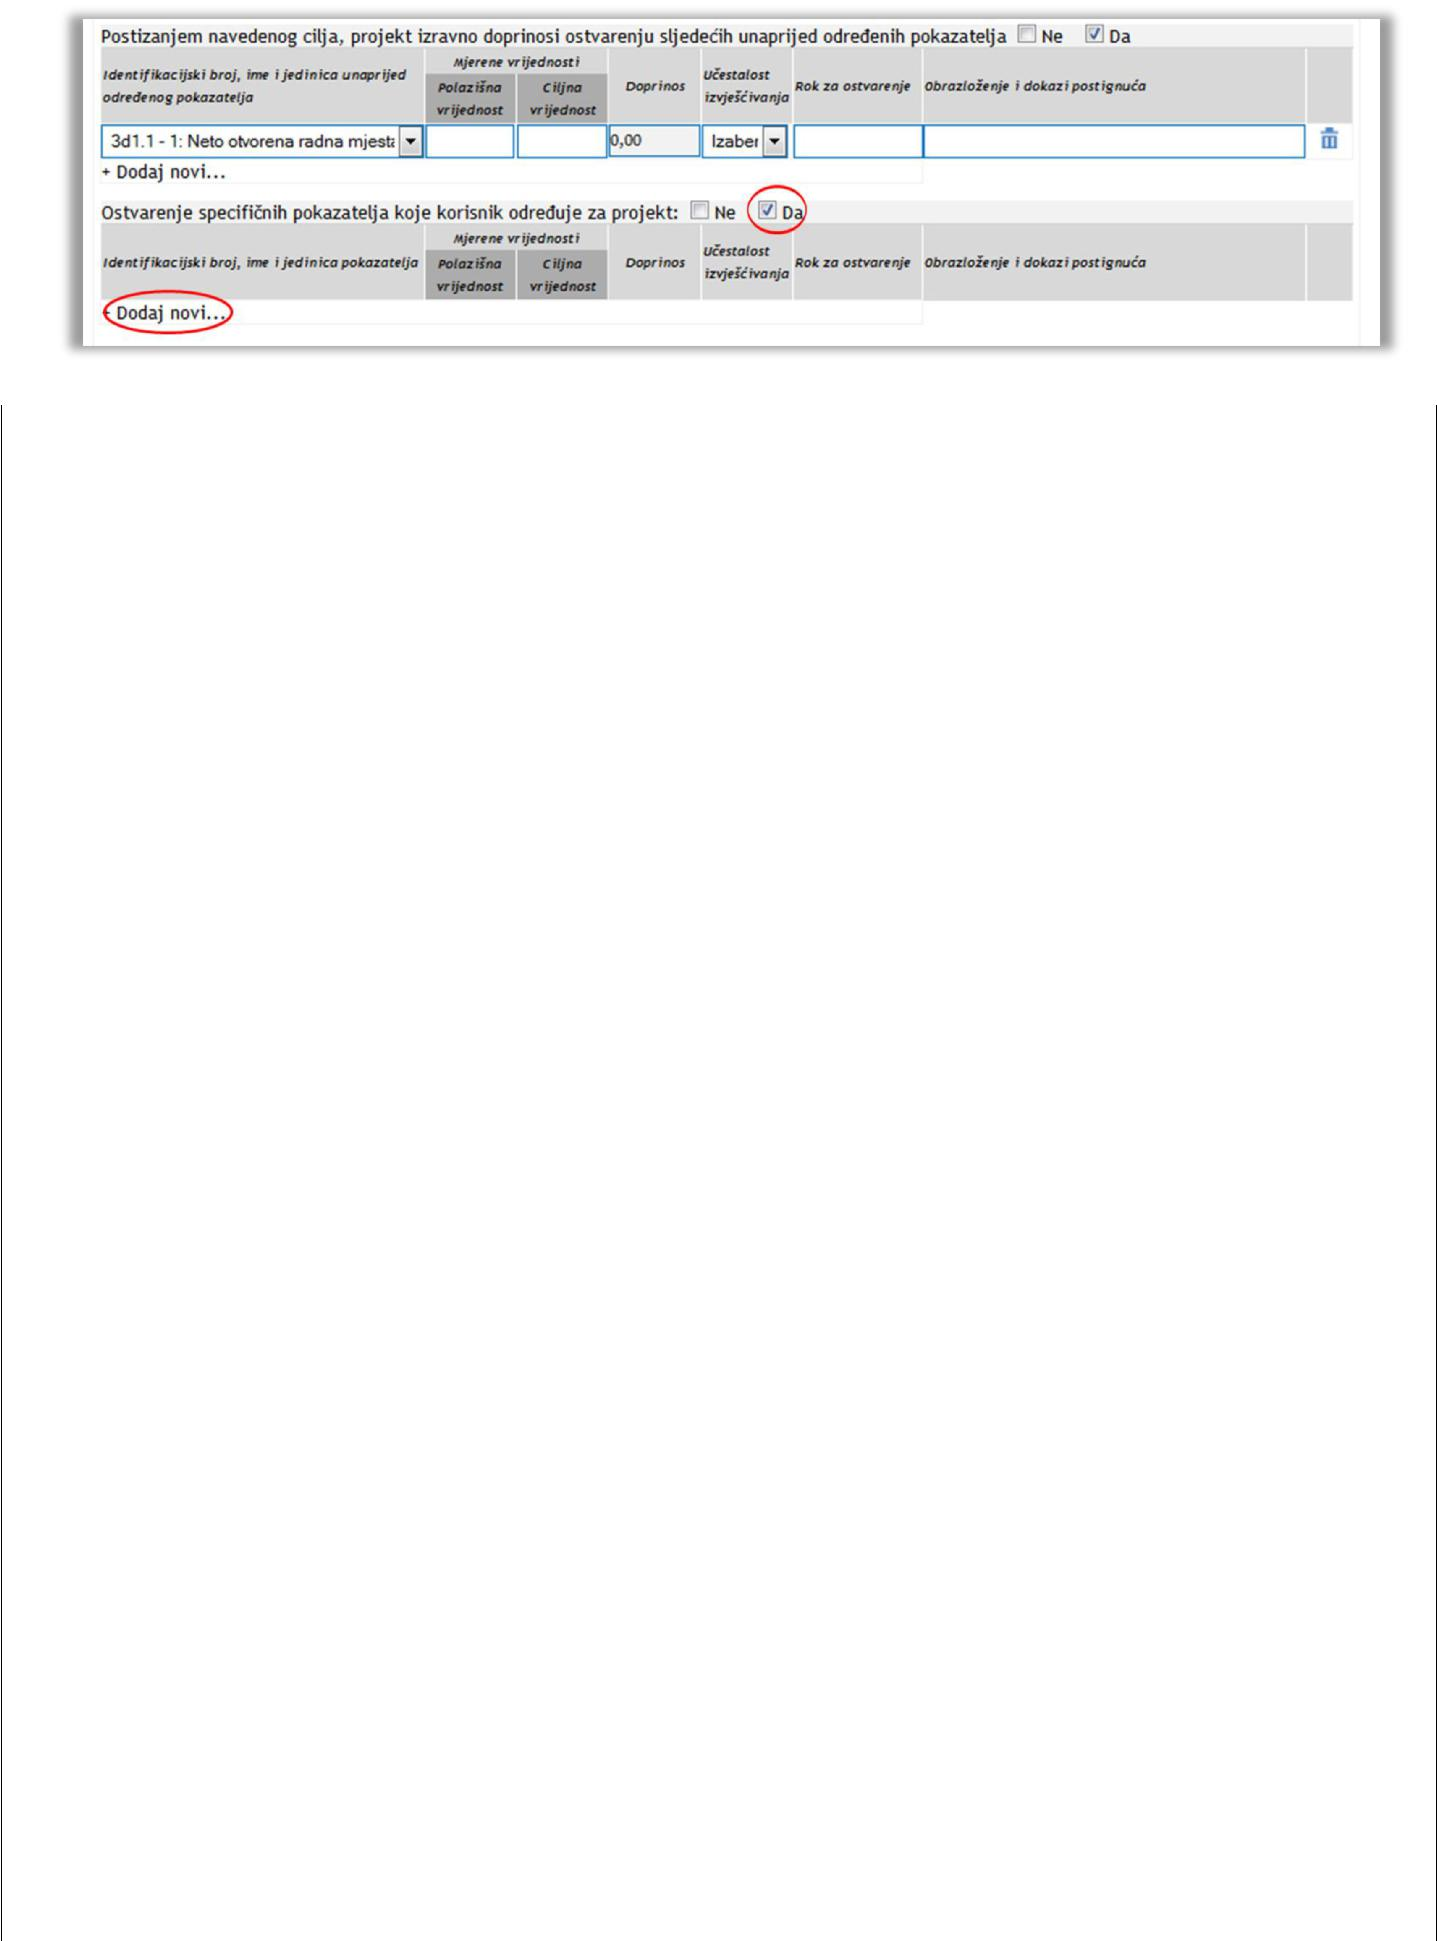 Postizanjem navedenog cilja, projekt izravno doprinosi ostvarenju sljedećih unaprijed određenih pokazatelja Ne Da
Identifikacijski broj, ime i jedinica unaprijed
određenog pokazatelja
Mjerene vrijednosti
Polazišna
vrijednost
Ciljna
vrijednost
Doprinos
Učestalost
izvješćivanja
Rok za ostvarenje
Obrazloženje i dokazi postignuća
3d1.1 - 1: Neto otvorena radna mjesta
0,00
Izaber
+ Dodaj novi...
Ostvarenje specifičnih pokazatelja koje korisnik određuje za projekt: Ne Da
Identifikacijski broj, ime i jedinica pokazatelja
Mjerene vrijednosti
Polazišna
vrijednost
Ciljna
vrijednost
Doprinos
Učestalost
izvješćivanja
Rok za ostvarenje
Obrazloženje i dokazi postignuća
+ Dodaj novi...